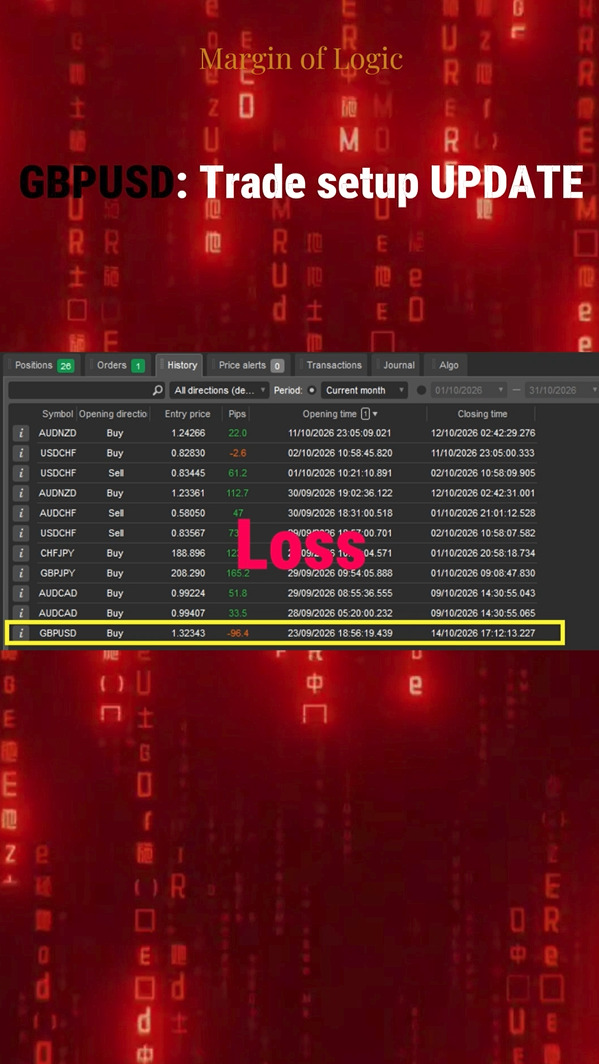 Margin of Logic
GBPUSD: Trade setup UPDATE
Positions 26 Orders 1 History Price alerts 0 Transactions Journal Algo
All directions (de... Period: Current month 01/10/2026 — 31/10/2026
Symbol Opening directio Entry price Pips Opening time 1 Closing time
AUDNZD Buy 1.24266 22.0 11/10/2026 23:05:09.021 12/10/2026 02:42:29.276
USDCHF Buy 0.82830 -2.6 02/10/2026 10:58:45.820 11/10/2026 23:05:00.333
USDCHF Sell 0.83445 61.2 01/10/2026 10:21:10.891 02/10/2026 10:58:09.905
AUDNZD Buy 1.23361 112.7 30/09/2026 19:02:36.122 12/10/2026 02:42:31.001
AUDCHF Sell 0.58050 47 30/09/2026 18:31:00.518 01/10/2026 21:01:12.528
USDCHF Sell 0.83567 02/10/2026 10:58:07.582
CHFJPY Buy 188.896 01/10/2026 20:58:18.734
Loss
GBPJPY Buy 208.290 165.2 29/09/2026 09:54:05.888 01/10/2026 09:08:47.830
AUDCAD Buy 0.99224 51.8 29/09/2026 08:55:36.555 09/10/2026 14:30:55.043
AUDCAD Buy 0.99407 33.5 28/09/2026 05:20:00.232 09/10/2026 14:30:55.065
GBPUSD Buy 1.32343 -96.4 23/09/2026 18:56:19.439 14/10/2026 17:12:13.227